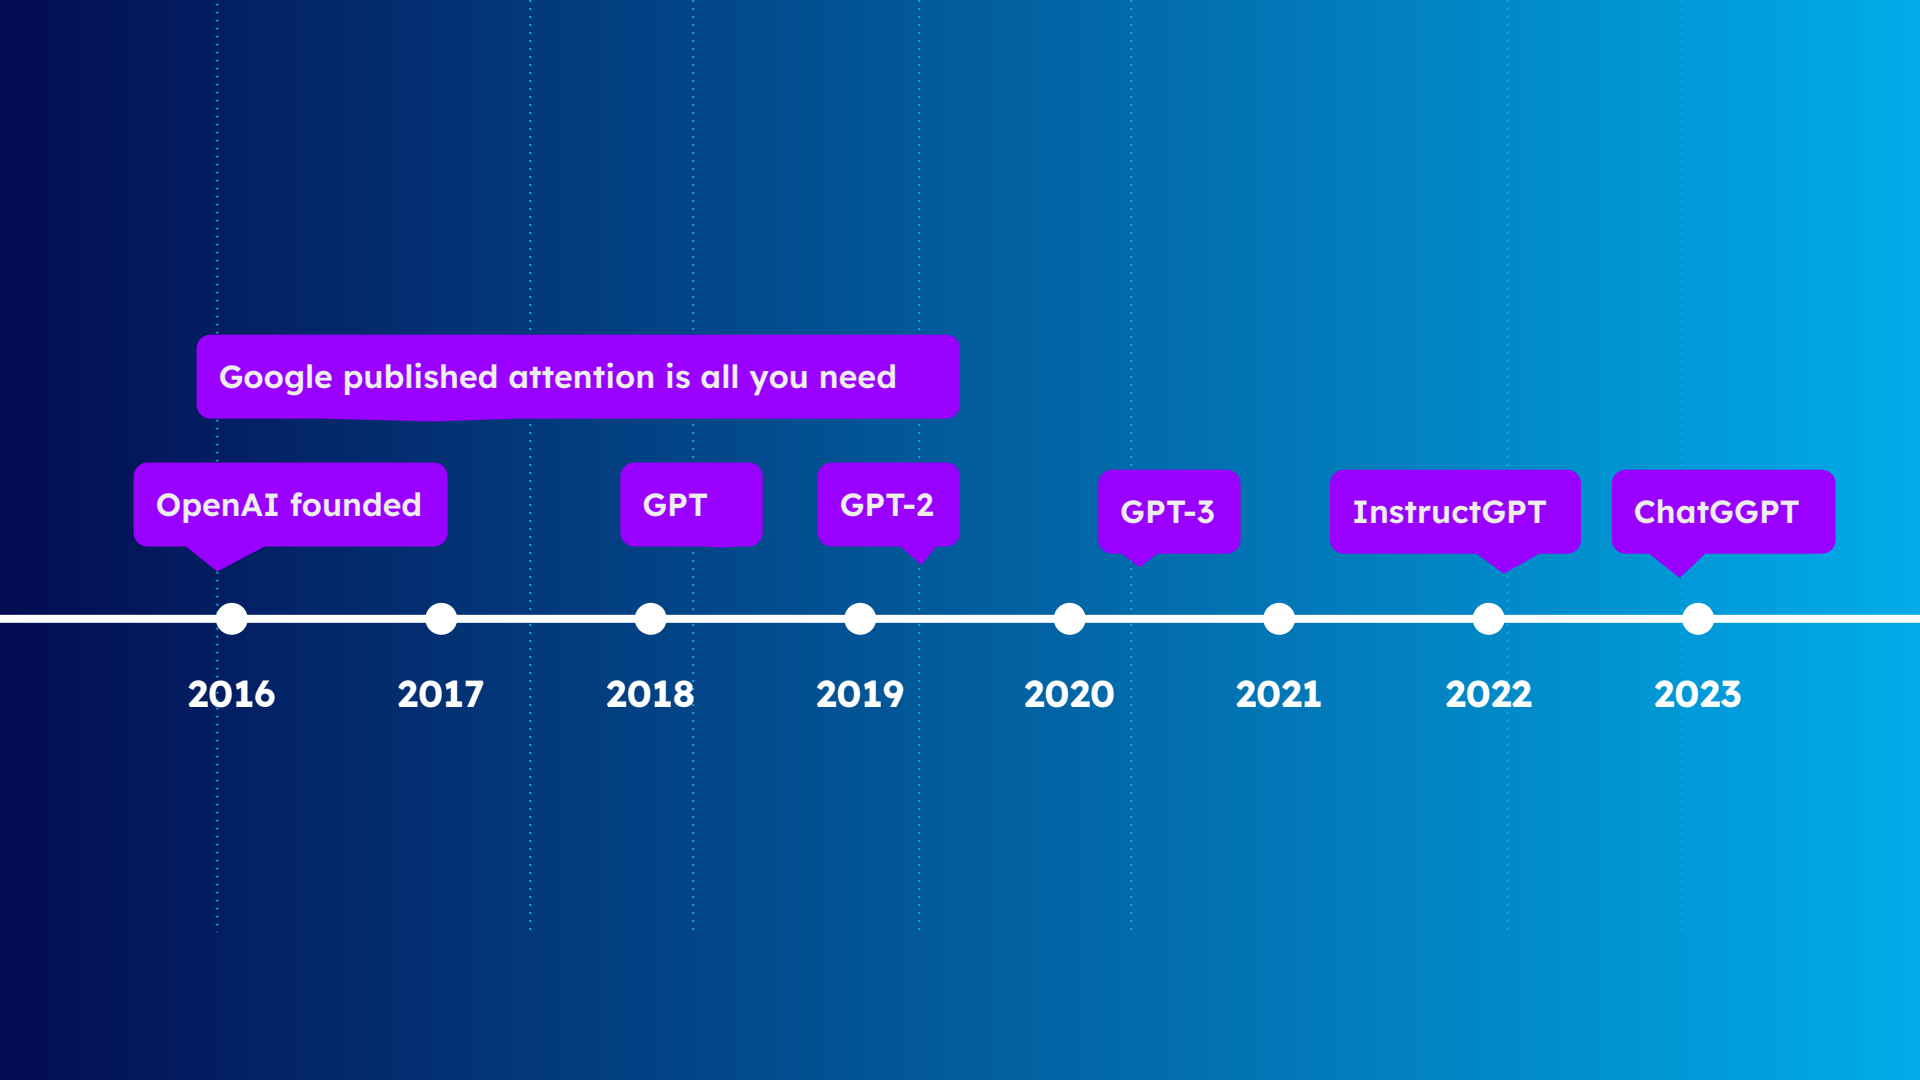 Google published attention is all you need
OpenAI founded
GPT
GPT-2
GPT-3
InstructGPT
ChatGGPT
2016
2017
2018
2019
2020
2021
2022
2023